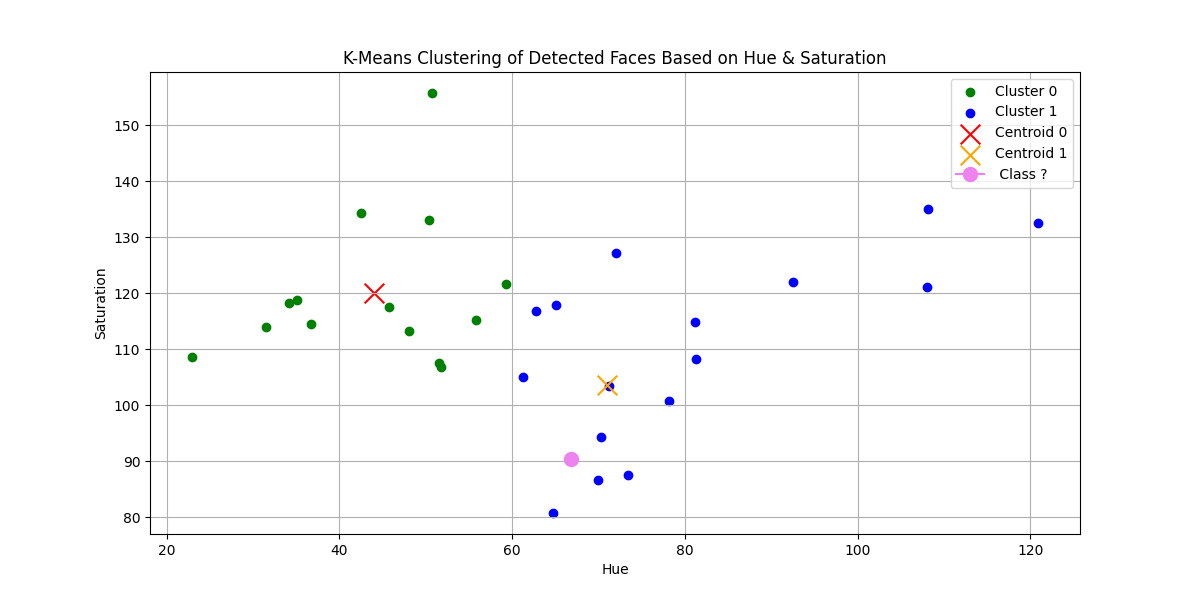 K-Means Clustering of Detected Faces Based on Hue & Saturation
Cluster 0
Cluster 1
Centroid 0
Centroid 1
Class ?
150
140
130
120
110
100
90
80
Saturation
20 40 60 80 100 120
Hue